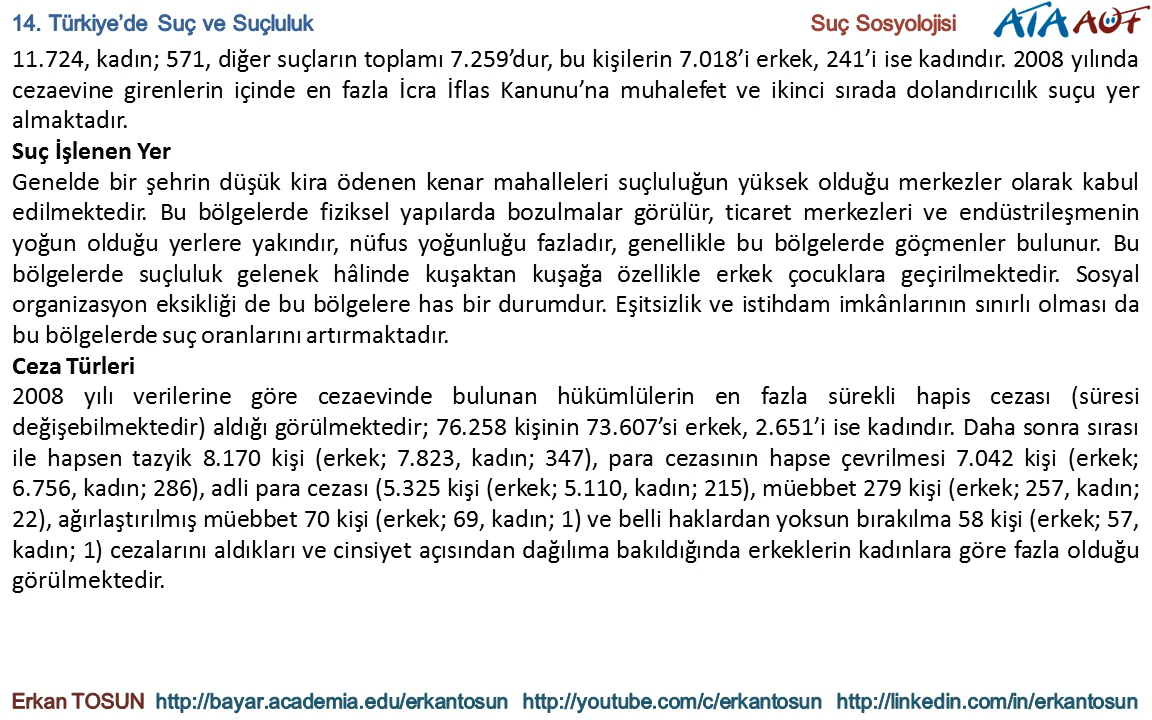 14. Türkiye’de Suç ve Suçluluk Suç Sosyolojisi ATA AÖF
11.724, kadın; 571, diğer suçların toplamı 7.259’dur, bu kişilerin 7.018’i erkek, 241’i ise kadındır. 2008 yılında
cezaevine girenlerin içinde en fazla İcra İflas Kanunu’na muhalefet ve ikinci sırada dolandırıcılık suçu yer
almaktadır.
Suç İşlenen Yer
Genelde bir şehrin düşük kira ödenen kenar mahalleleri suçluluğun yüksek olduğu merkezler olarak kabul
edilmektedir. Bu bölgelerde fiziksel yapılarda bozulmalar görülür, ticaret merkezleri ve endüstrileşmenin
yoğun olduğu yerlere yakındır, nüfus yoğunluğu fazladır, genellikle bu bölgelerde göçmenler bulunur. Bu
bölgelerde suçluluk gelenek hâlinde kuşaktan kuşağa özellikle erkek çocuklara geçirilmektedir. Sosyal
organizasyon eksikliği de bu bölgelere has bir durumdur. Eşitsizlik ve istihdam imkânlarının sınırlı olması da
bu bölgelerde suç oranlarını artırmaktadır.
Ceza Türleri
2008 yılı verilerine göre cezaevinde bulunan hükümlülerin en fazla sürekli hapis cezası (süresi
değişebilmektedir) aldığı görülmektedir; 76.258 kişinin 73.607’si erkek, 2.651’i ise kadındır. Daha sonra sırası
ile hapsen tazyik 8.170 kişi (erkek; 7.823, kadın; 347), para cezasının hapse çevrilmesi 7.042 kişi (erkek;
6.756, kadın; 286), adli para cezası (5.325 kişi (erkek; 5.110, kadın; 215), müebbet 279 kişi (erkek; 257, kadın;
22), ağırlaştırılmış müebbet 70 kişi (erkek; 69, kadın; 1) ve belli haklardan yoksun bırakılma 58 kişi (erkek; 57,
kadın; 1) cezalarını aldıkları ve cinsiyet açısından dağılıma bakıldığında erkeklerin kadınlara göre fazla olduğu
görülmektedir.
Erkan TOSUN http://bayar.academia.edu/erkantosun http://youtube.com/c/erkantosun http://linkedin.com/in/erkantosun